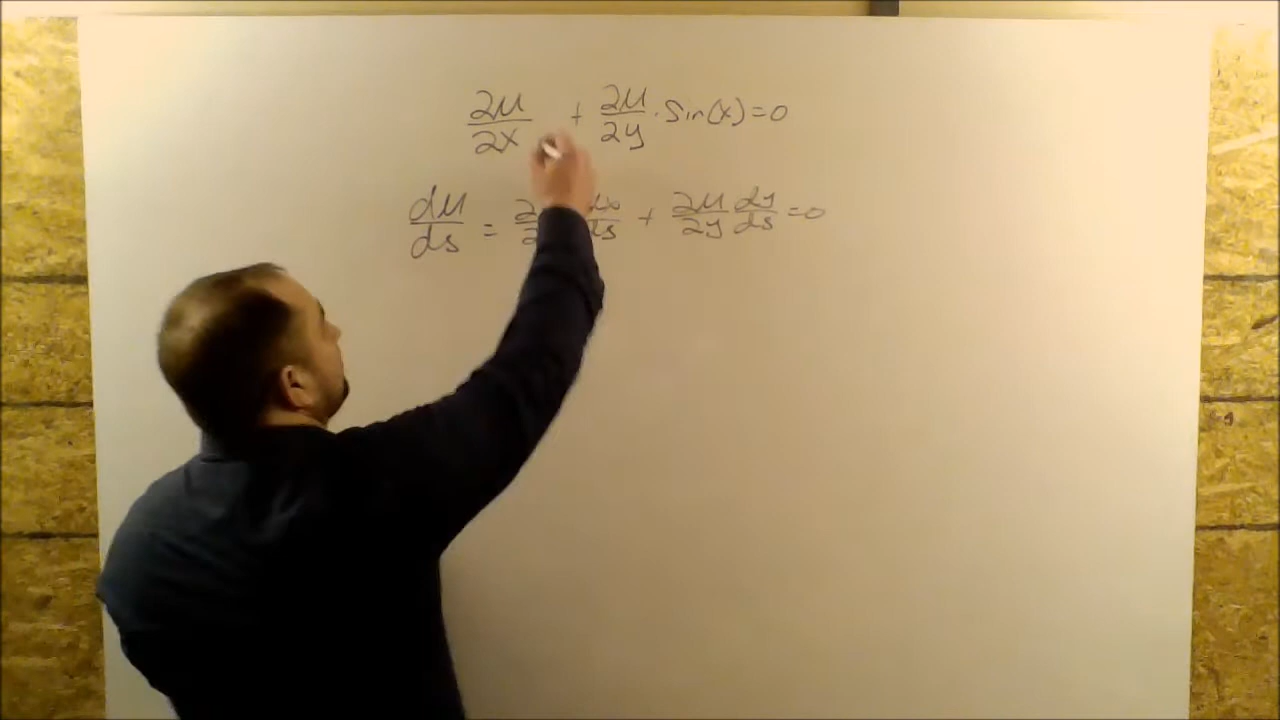 ∂u/∂x + ∂u/∂y · Sin(x) = 0
du/ds = dx/ds + ∂u/∂y dy/ds = 0